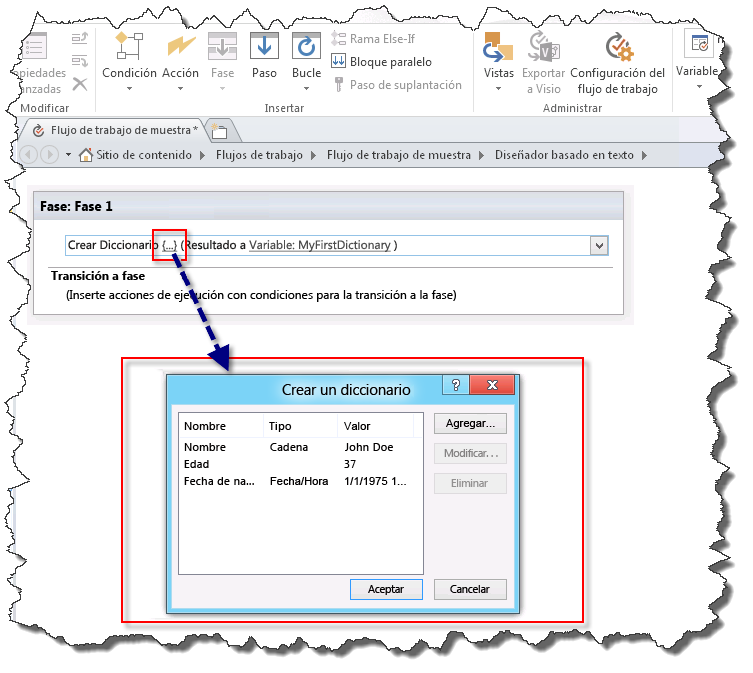 Rama Else-If
Bloque paralelo
Paso de suplantación
Condición Acción Fase Paso Bucle
Vistas Exportar a Visio Configuración del flujo de trabajo
Variable
Modificar Insertar Administrar
Flujo de trabajo de muestra*
Sitio de contenido Flujos de trabajo Flujo de trabajo de muestra Diseñador basado en texto
Fase: Fase 1
Crear Diccionario {...} (Resultado a Variable: MyFirstDictionary )
Transición a fase
(Inserte acciones de ejecución con condiciones para la transición a la fase)
Crear un diccionario
? X
Nombre Tipo Valor
Nombre Cadena John Doe
Edad 37
Fecha de na... Fecha/Hora 1/1/1975 1...
Agregar...
Modificar...
Eliminar
Aceptar Cancelar